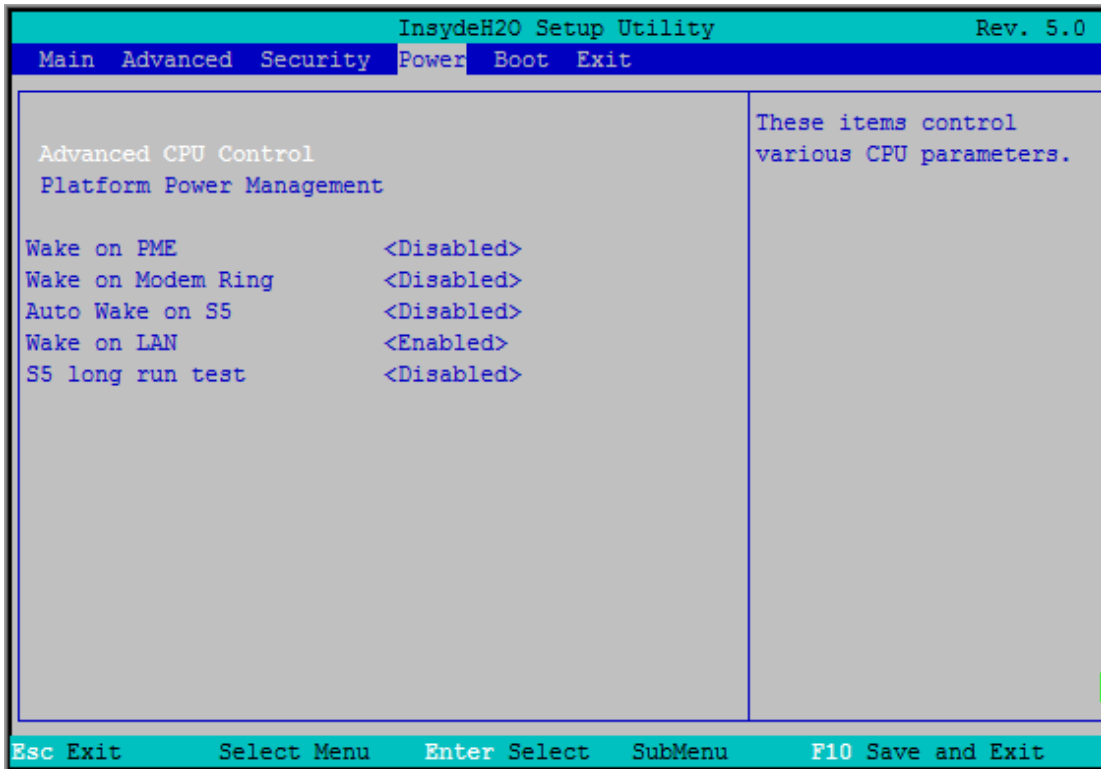 InsydeH20 Setup Utility Rev. 5.0
Main Advanced Security Power Boot Exit
Advanced CPU Control
Platform Power Management
Wake on PME <Disabled>
Wake on Modem Ring <Disabled>
Auto Wake on S5 <Disabled>
Wake on LAN <Enabled>
S5 long run test <Disabled>
These items control
various CPU parameters.
Esc Exit Select Menu Enter Select SubMenu F10 Save and Exit